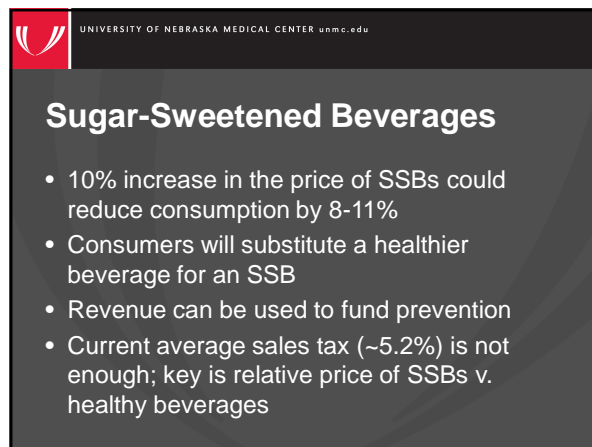 UNIVERSITY OF NEBRASKA MEDICAL CENTER unmc.edu
Sugar-Sweetened Beverages
• 10% increase in the price of SSBs could
reduce consumption by 8-11%
• Consumers will substitute a healthier
beverage for an SSB
• Revenue can be used to fund prevention
• Current average sales tax (~5.2%) is not
enough; key is relative price of SSBs v.
healthy beverages